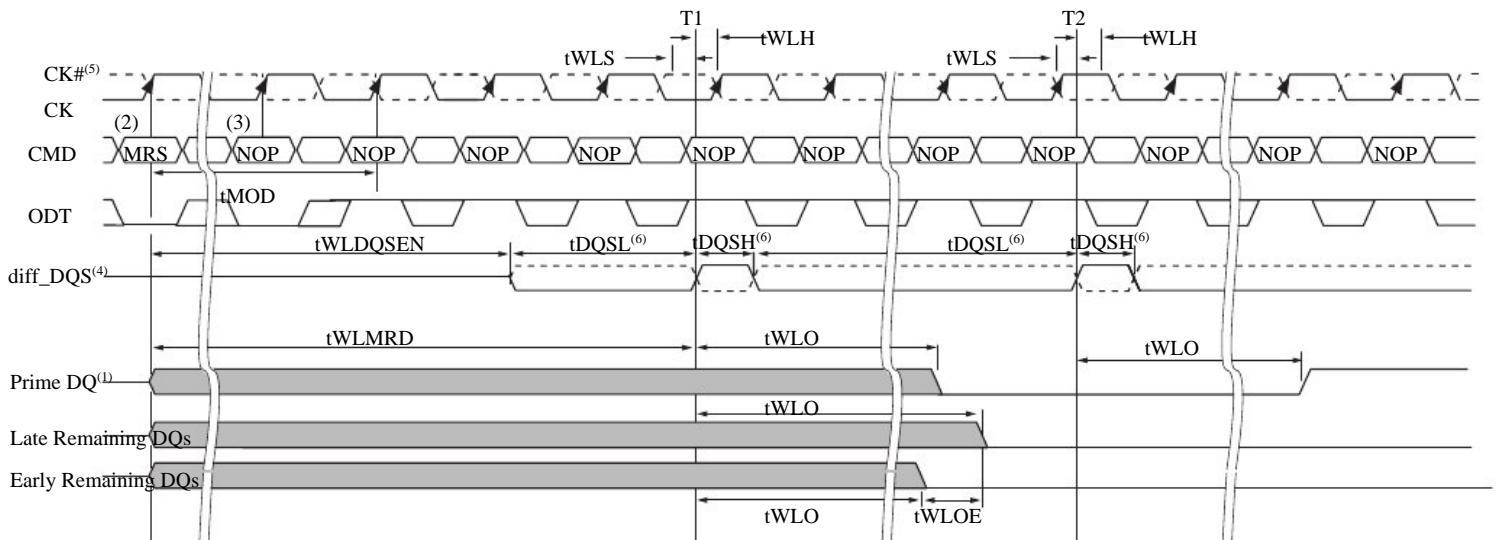 T1 T2
tWLH tWLH
tWLS tWLS
CK#(5)
CK
(2) (3)
CMD MRS NOP NOP NOP NOP NOP NOP NOP NOP NOP NOP NOP
tMOD
ODT
tWLDQSEN tDQSL(6) tDQSH(6) tDQSL(6) tDQSH(6)
diff_DQS(4)
tWLMRD tWLO tWLO
Prime DQ(1)
tWLO
Late Remaining DQs
Early Remaining DQs
tWLO tWLOE